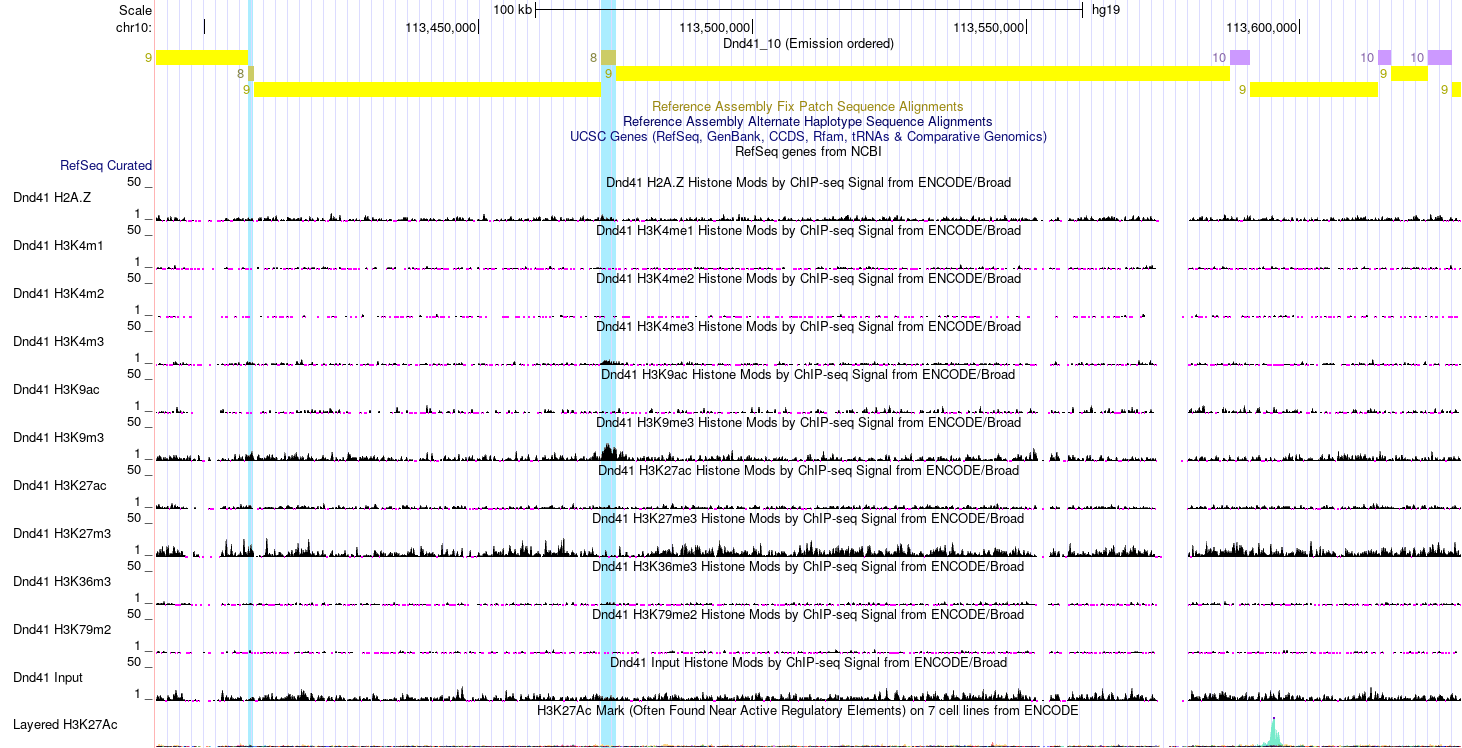 Scale 100 kb hg19
chr10: 113,450,000 113,500,000 113,550,000 113,600,000
Dnd41_10 (Emission ordered)
9 8 10 10 10
8 9 9
9 9 9
Reference Assembly Fix Patch Sequence Alignments
Reference Assembly Alternate Haplotype Sequence Alignments
UCSC Genes (RefSeq, GenBank, CCDS, Rfam, tRNAs & Comparative Genomics)
RefSeq genes from NCBI
RefSeq Curated
50 _ Dnd41 H2A.Z Histone Mods by ChIP-seq Signal from ENCODE/Broad
Dnd41 H2A.Z
1 _
50 _ Dnd41 H3K4me1 Histone Mods by ChIP-seq Signal from ENCODE/Broad
Dnd41 H3K4m1
1 _
50 _ Dnd41 H3K4me2 Histone Mods by ChIP-seq Signal from ENCODE/Broad
Dnd41 H3K4m2
1 _
50 _ Dnd41 H3K4me3 Histone Mods by ChIP-seq Signal from ENCODE/Broad
Dnd41 H3K4m3
1 _
50 _ Dnd41 H3K9ac Histone Mods by ChIP-seq Signal from ENCODE/Broad
Dnd41 H3K9ac
1 _
50 _ Dnd41 H3K9me3 Histone Mods by ChIP-seq Signal from ENCODE/Broad
Dnd41 H3K9m3
1 _
50 _ Dnd41 H3K27ac Histone Mods by ChIP-seq Signal from ENCODE/Broad
Dnd41 H3K27ac
1 _
50 _ Dnd41 H3K27me3 Histone Mods by ChIP-seq Signal from ENCODE/Broad
Dnd41 H3K27m3
1 _
50 _ Dnd41 H3K36me3 Histone Mods by ChIP-seq Signal from ENCODE/Broad
Dnd41 H3K36m3
1 _
50 _ Dnd41 H3K79me2 Histone Mods by ChIP-seq Signal from ENCODE/Broad
Dnd41 H3K79m2
1 _
50 _ Dnd41 Input Histone Mods by ChIP-seq Signal from ENCODE/Broad
Dnd41 Input
1 _
H3K27Ac Mark (Often Found Near Active Regulatory Elements) on 7 cell lines from ENCODE
Layered H3K27Ac